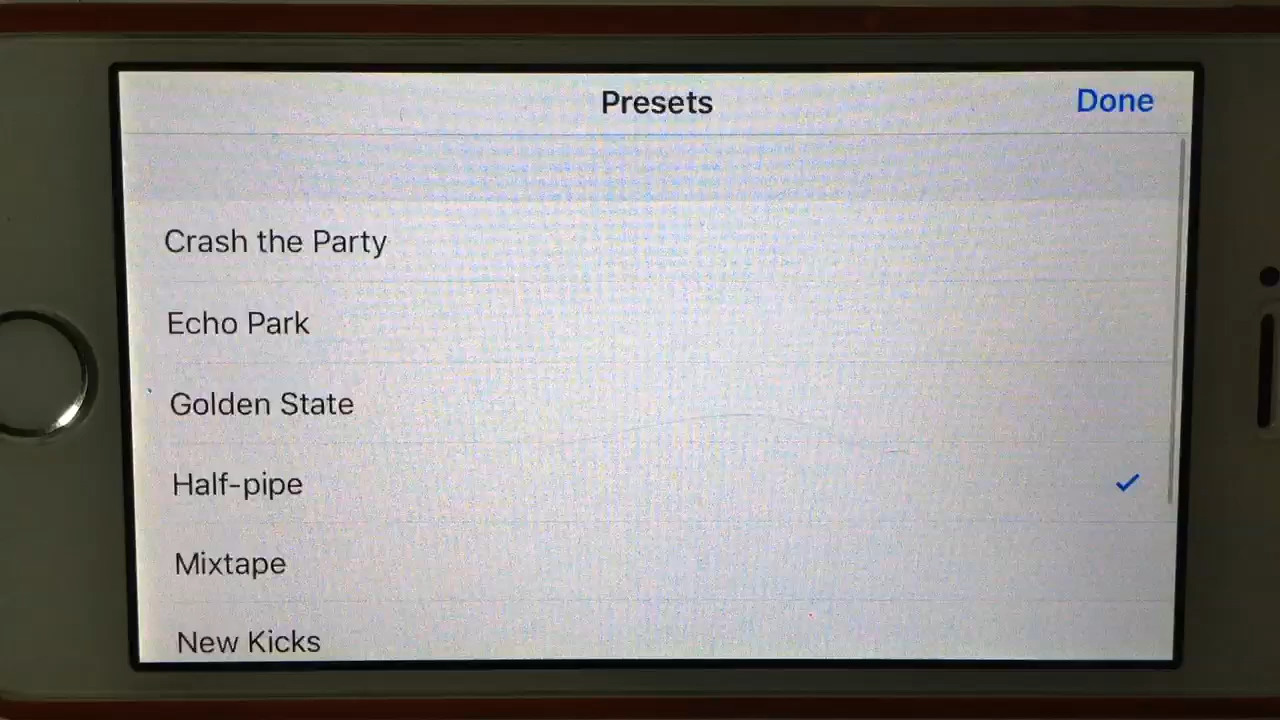 Presets
Done
Crash the Party
Echo Park
Golden State
Half-pipe
Mixtape
New Kicks